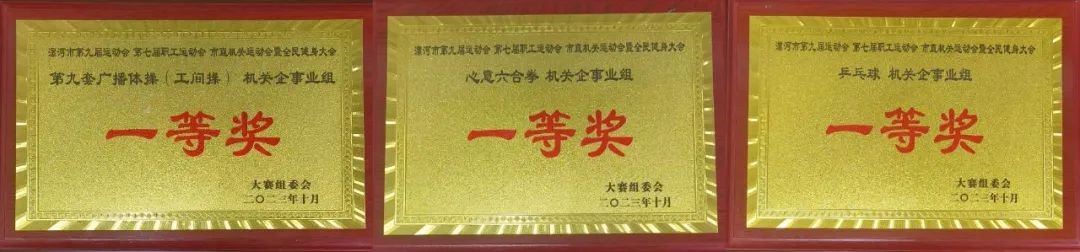 漯河市第九届运动会 第七届职工运动会 市直机关运动会暨全民健身大会
第九套广播体操（工间操） 机关企事业组
一等奖
大赛组委会
二〇二三年十月
漯河市第九届运动会 第七届职工运动会 市直机关运动会暨全民健身大会
心意六合拳 机关企事业组
一等奖
大赛组委会
二〇二三年十月
漯河市第九届运动会 第七届职工运动会 市直机关运动会暨全民健身大会
乒乓球 机关企事业组
一等奖
大赛组委会
二〇二三年十月